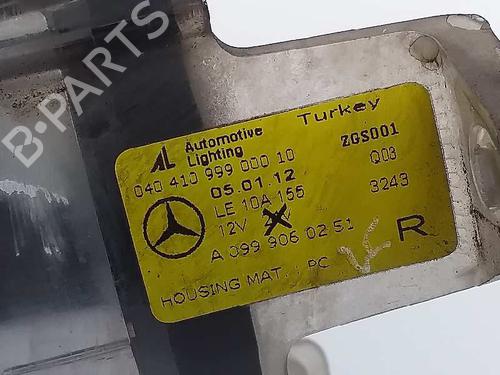 B-PARTS
AL Automotive Lighting
Turkey
040 410 999 000 10
ZGS001
05.01.12
Q03
LE 10A 155
3243
12V
A 099 906 02 51
R
HOUSING MAT. : PC